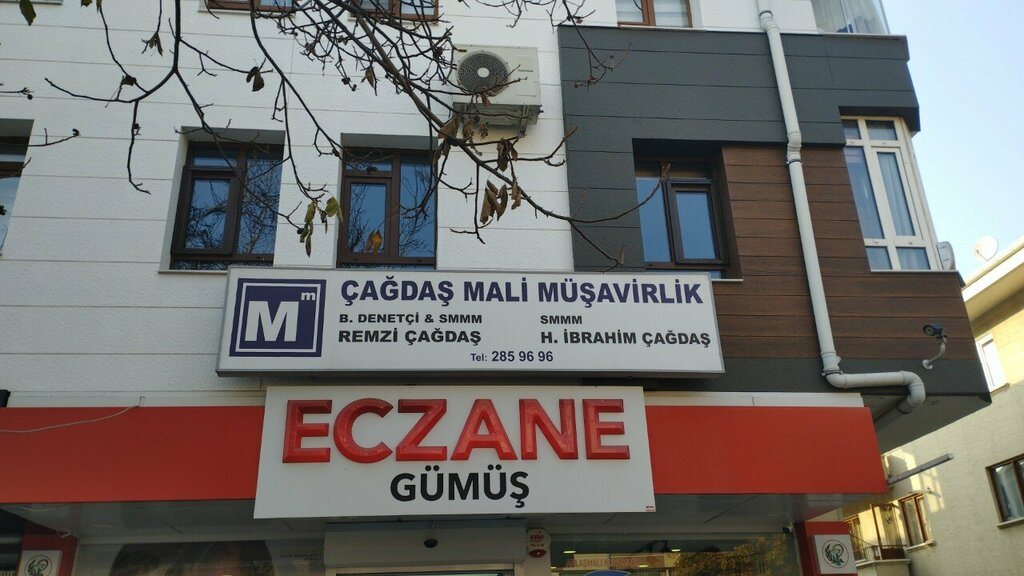 Mm
ÇAĞDAŞ MALİ MÜŞAVİRLİK
B. DENETÇİ & SMMM
REMZİ ÇAĞDAŞ
SMMM
H. İBRAHİM ÇAĞDAŞ
Tel: 285 96 96
ECZANE
GÜMÜŞ